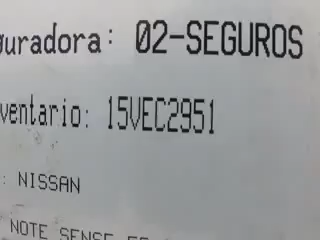 guradora: 02-SEGUROS
ventario: 15VEC2951
: NISSAN
NOTE SENSE